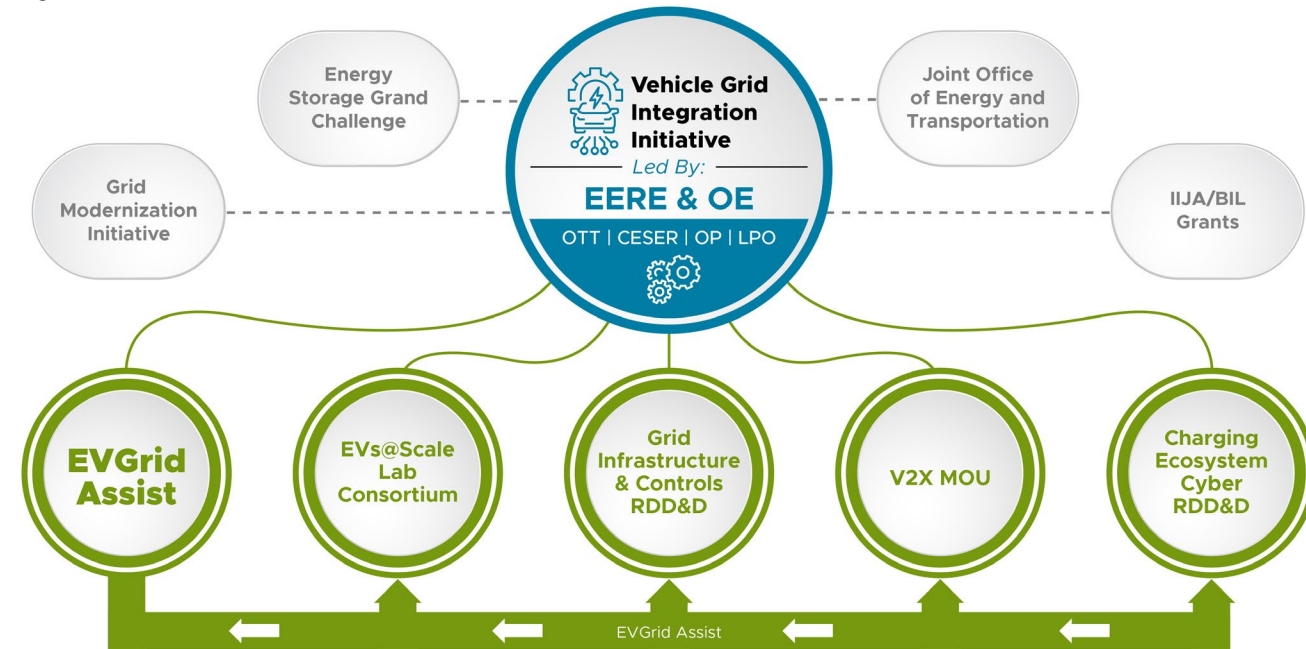 Energy
Storage Grand
Challenge
Vehicle Grid
Integration
Initiative
Led By:
EERE & OE
OTT | CESER | OP | LPO
Joint Office
of Energy and
Transportation
Grid
Modernization
Initiative
IIJA/BIL
Grants
EVGrid
Assist
EVs@Scale
Lab
Consortium
Grid
Infrastructure
& Controls
RDD&D
V2X MOU
Charging
Ecosystem
Cyber
RDD&D
EVGrid Assist